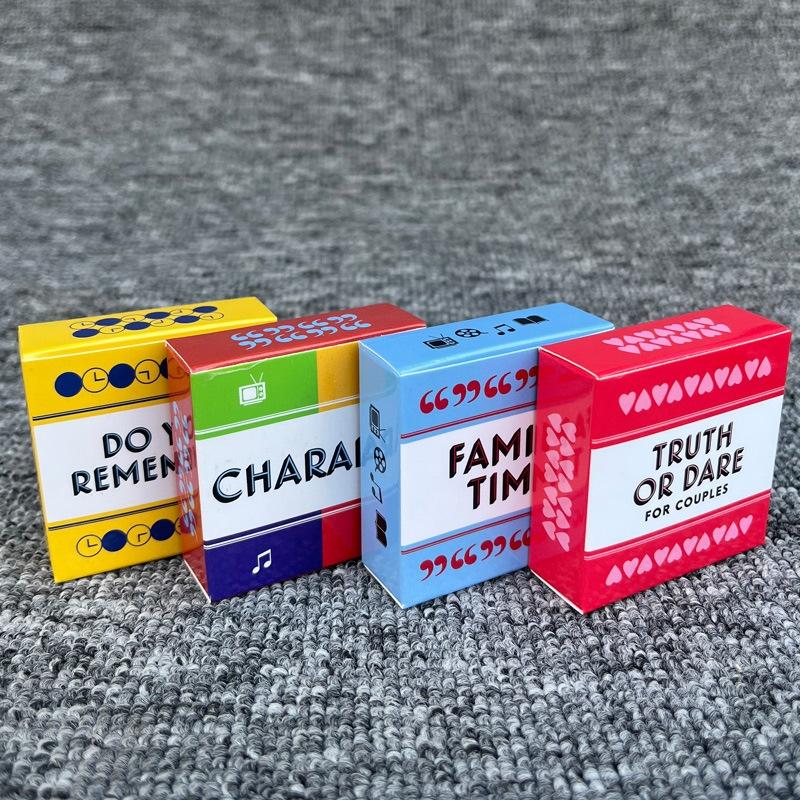 DO Y
REMEM
CHARA
FAMI
TIM
TRUTH
OR DARE
FOR COUPLES